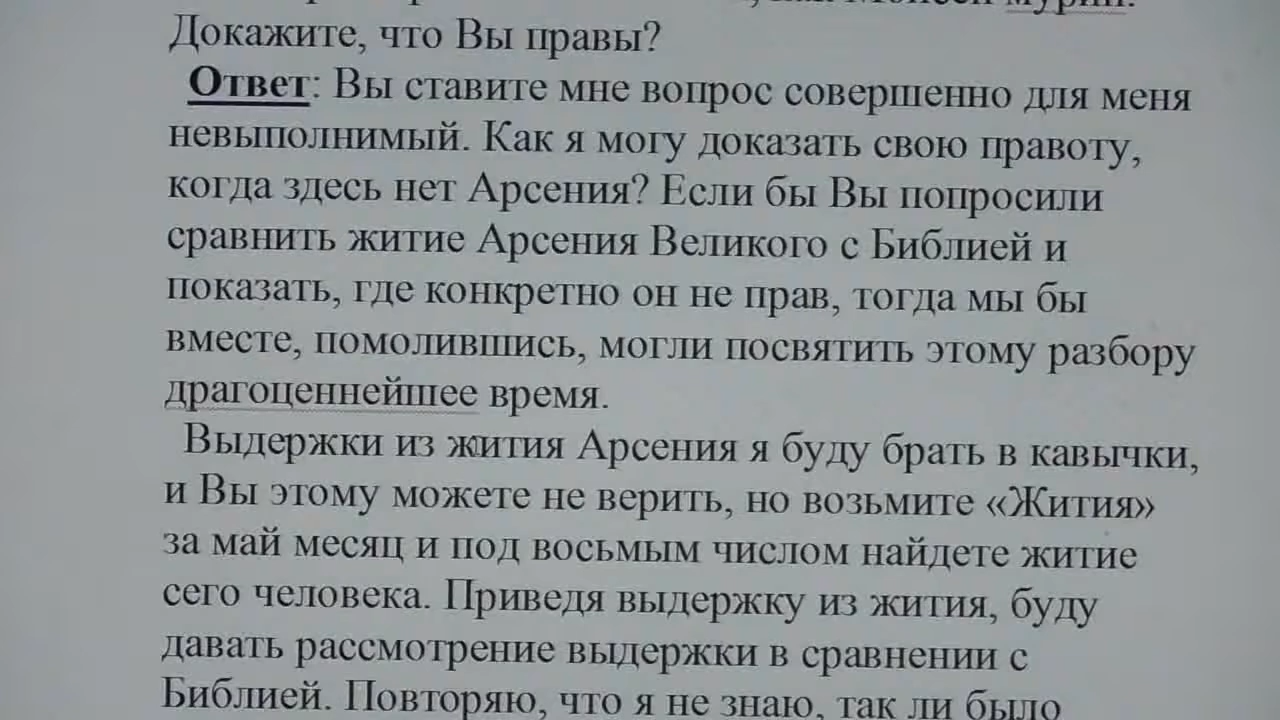 мурин.
Докажите, что Вы правы?
Ответ: Вы ставите мне вопрос совершенно для меня
невыполнимый. Как я могу доказать свою правоту,
когда здесь нет Арсения? Если бы Вы попросили
сравнить житие Арсения Великого с Библией и
показать, где конкретно он не прав, тогда мы бы
вместе, помолившись, могли посвятить этому разбору
драгоценнейшее время.
Выдержки из жития Арсения я буду брать в кавычки,
и Вы этому можете не верить, но возьмите «Жития»
за май месяц и под восьмым числом найдете житие
сего человека. Приведя выдержку из жития, буду
давать рассмотрение выдержки в сравнении с
Библией. Повторяю, что я не знаю, так ли было